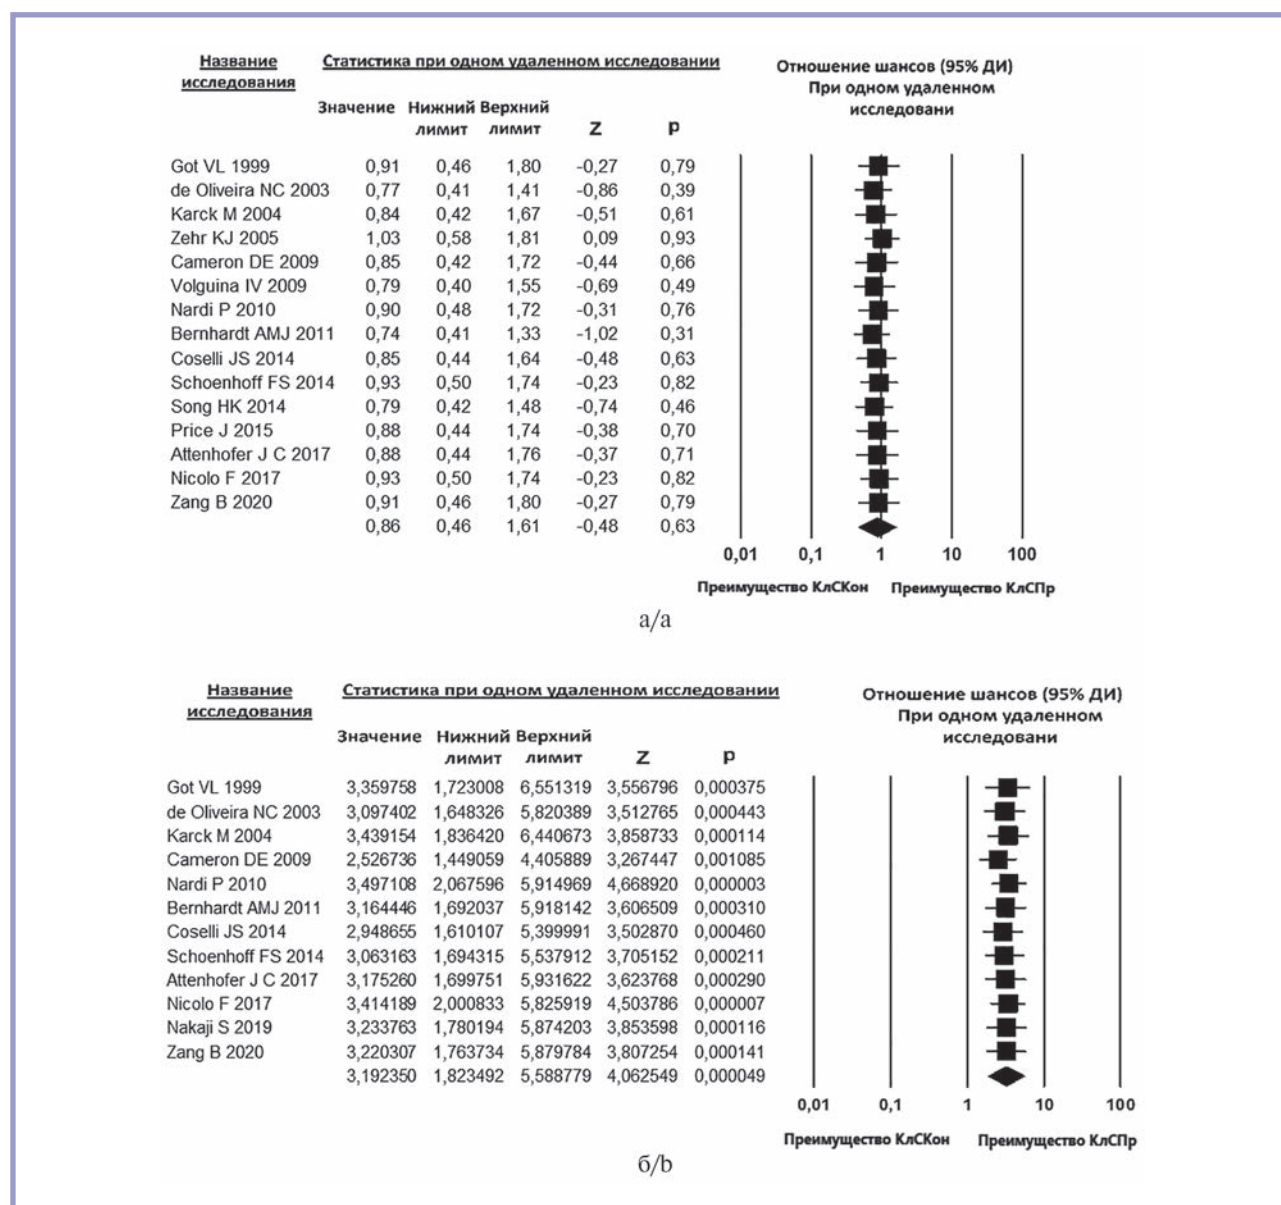 Название Статистика при одном удаленном исследовании Отношение шансов (95% ДИ)
исследования При одном удаленном
исследовани
Значение Нижний Верхний
лимит лимит Z p
Got VL 1999 0,91 0,46 1,80 -0,27 0,79
de Oliveira NC 2003 0,77 0,41 1,41 -0,86 0,39
Karck M 2004 0,84 0,42 1,67 -0,51 0,61
Zehr KJ 2005 1,03 0,58 1,81 0,09 0,93
Cameron DE 2009 0,85 0,42 1,72 -0,44 0,66
Volguina IV 2009 0,79 0,40 1,55 -0,69 0,49
Nardi P 2010 0,90 0,48 1,72 -0,31 0,76
Bernhardt AMJ 2011 0,74 0,41 1,33 -1,02 0,31
Coselli JS 2014 0,85 0,44 1,64 -0,48 0,63
Schoenhoff FS 2014 0,93 0,50 1,74 -0,23 0,82
Song HK 2014 0,79 0,42 1,48 -0,74 0,46
Price J 2015 0,88 0,44 1,74 -0,38 0,70
Attenhofer J C 2017 0,88 0,44 1,76 -0,37 0,71
Nicolo F 2017 0,93 0,50 1,74 -0,23 0,82
Zang B 2020 0,91 0,46 1,80 -0,27 0,79
0,86 0,46 1,61 -0,48 0,63
0,01 0,1 1 10 100
Преимущество КлСКон Преимущество КлСПр
а/a
Название Статистика при одном удаленном исследовании Отношение шансов (95% ДИ)
исследования При одном удаленном
исследовани
Значение Нижний Верхний
лимит лимит Z p
Got VL 1999 3,359758 1,723008 6,551319 3,556796 0,000375
de Oliveira NC 2003 3,097402 1,648326 5,820389 3,512765 0,000443
Karck M 2004 3,439154 1,836420 6,440673 3,858733 0,000114
Cameron DE 2009 2,526736 1,449059 4,405889 3,267447 0,001085
Nardi P 2010 3,497108 2,067596 5,914969 4,668920 0,000003
Bernhardt AMJ 2011 3,164446 1,692037 5,918142 3,606509 0,000310
Coselli JS 2014 2,948655 1,610107 5,399991 3,502870 0,000460
Schoenhoff FS 2014 3,063163 1,694315 5,537912 3,705152 0,000211
Attenhofer J C 2017 3,175260 1,699751 5,931622 3,623768 0,000290
Nicolo F 2017 3,414189 2,000833 5,825919 4,503786 0,000007
Nakaji S 2019 3,233763 1,780194 5,874203 3,853598 0,000116
Zang B 2020 3,220307 1,763734 5,879784 3,807254 0,000141
3,192350 1,823492 5,588779 4,062549 0,000049
0,01 0,1 1 10 100
Преимущество КлСКон Преимущество КлСПр
б/b